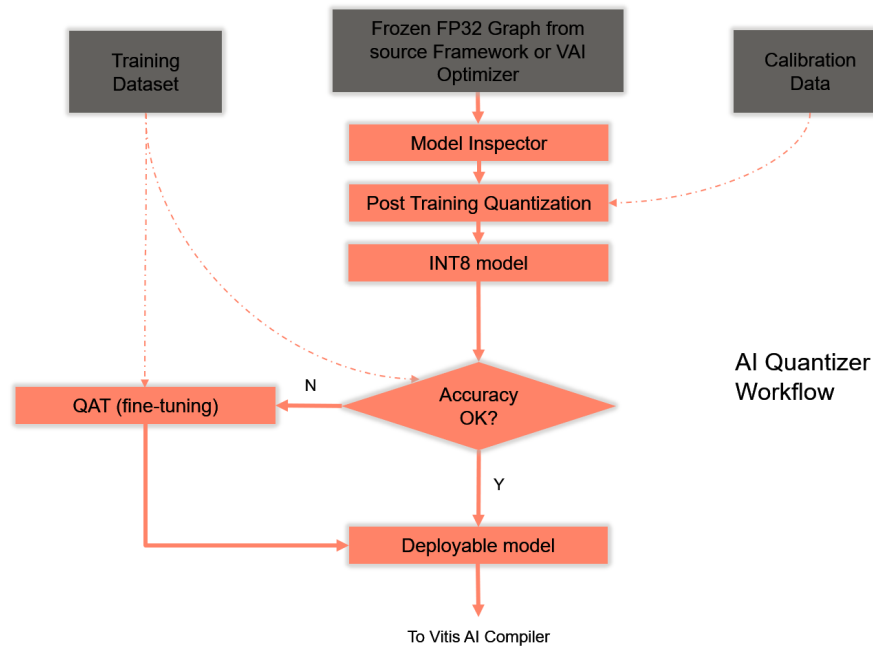 Frozen FP32 Graph from
source Framework or VAI
Optimizer
Training
Dataset
Calibration
Data
Model Inspector
Post Training Quantization
INT8 model
AI Quantizer
Workflow
Accuracy
OK?
N
QAT (fine-tuning)
Y
Deployable model
To Vitis AI Compiler